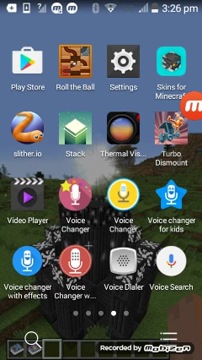 3:26 pm
Play Store
Roll the Ball
Settings
Skins for Minecraf
slither.io
Stack
Thermal Vis...
Turbo Dismount
Video Player
Voice Changer
Voice Changer
Voice changer for kids
Voice changer with effects
Voice Changer w...
Voice Dialer
Voice Search
Recorded by Mobizen